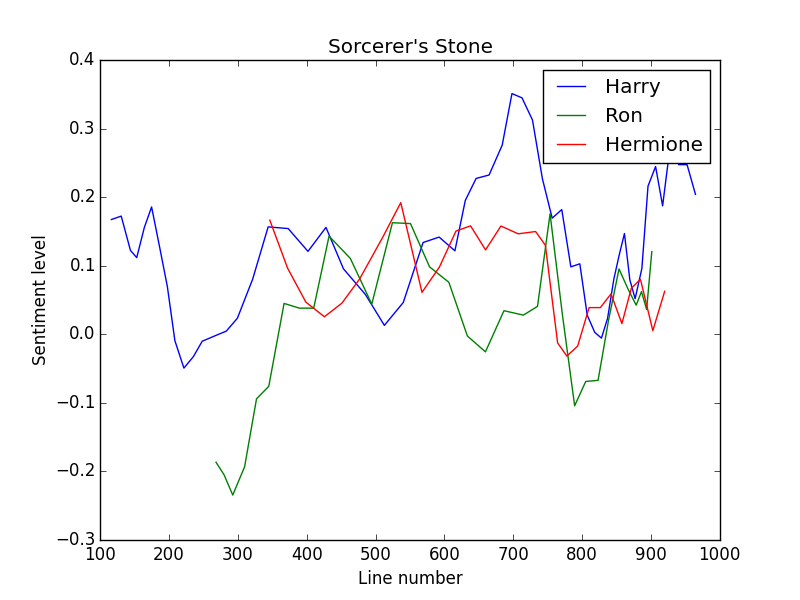 Sorcerer's Stone
Harry
Ron
Hermione
Sentiment level
0.4
0.3
0.2
0.1
0.0
−0.1
−0.2
−0.3
100 200 300 400 500 600 700 800 900 1000
Line number